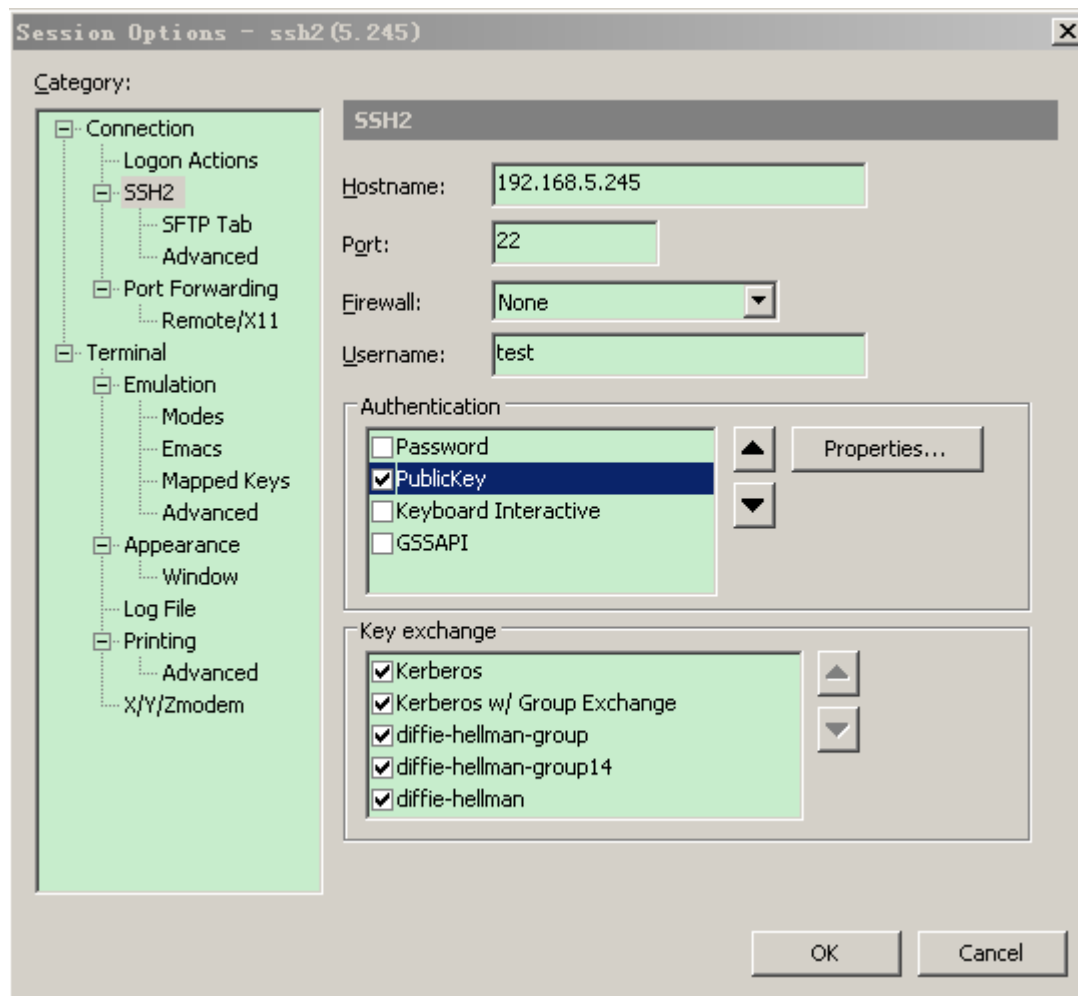 Session Options - ssh2(5.245)
Category:
Connection
Logon Actions
SSH2
SFTP Tab
Advanced
Port Forwarding
Remote/X11
Terminal
Emulation
Modes
Emacs
Mapped Keys
Advanced
Appearance
Window
Log File
Printing
Advanced
X/Y/Zmodem
SSH2
Hostname: 192.168.5.245
Port: 22
Firewall: None
Username: test
Authentication
Password
PublicKey
Keyboard Interactive
GSSAPI
Properties...
Key exchange
Kerberos
Kerberos w/ Group Exchange
diffie-hellman-group
diffie-hellman-group14
diffie-hellman
OK Cancel